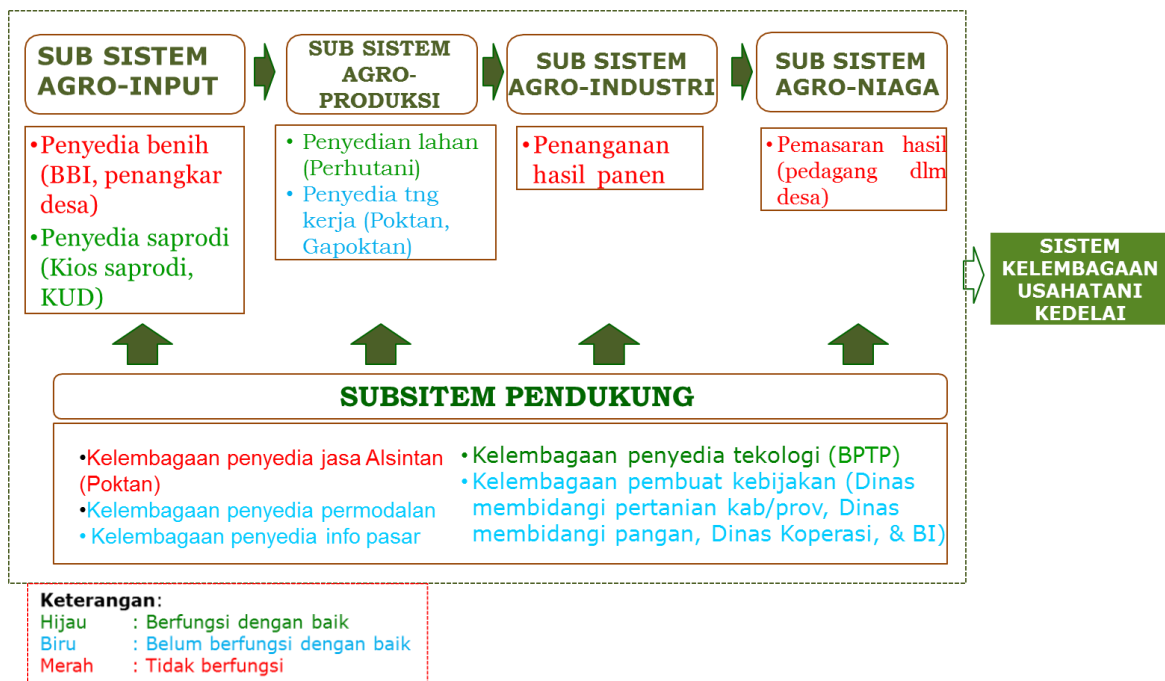 SUB SISTEM
AGRO-INPUT
SUB SISTEM
AGRO-
PRODUKSI
SUB SISTEM
AGRO-INDUSTRI
SUB SISTEM
AGRO-NIAGA
•Penyedia benih
(BBI, penangkar
desa)
•Penyedia saprodi
(Kios saprodi,
KUD)
• Penyedian lahan
(Perhutani)
• Penyedia tng
kerja (Poktan,
Gapoktan)
•Penanganan
hasil panen
• Pemasaran hasil
(pedagang dlm
desa)
SISTEM
KELEMBAGAAN
USAHATANI
KEDELAI
SUBSITEM PENDUKUNG
•Kelembagaan penyedia jasa Alsintan
(Poktan)
•Kelembagaan penyedia permodalan
• Kelembagaan penyedia info pasar
•Kelembagaan penyedia tekologi (BPTP)
•Kelembagaan pembuat kebijakan (Dinas
membidangi pertanian kab/prov, Dinas
membidangi pangan, Dinas Koperasi, & BI)
Keterangan:
Hijau : Berfungsi dengan baik
Biru : Belum berfungsi dengan baik
Merah : Tidak berfungsi